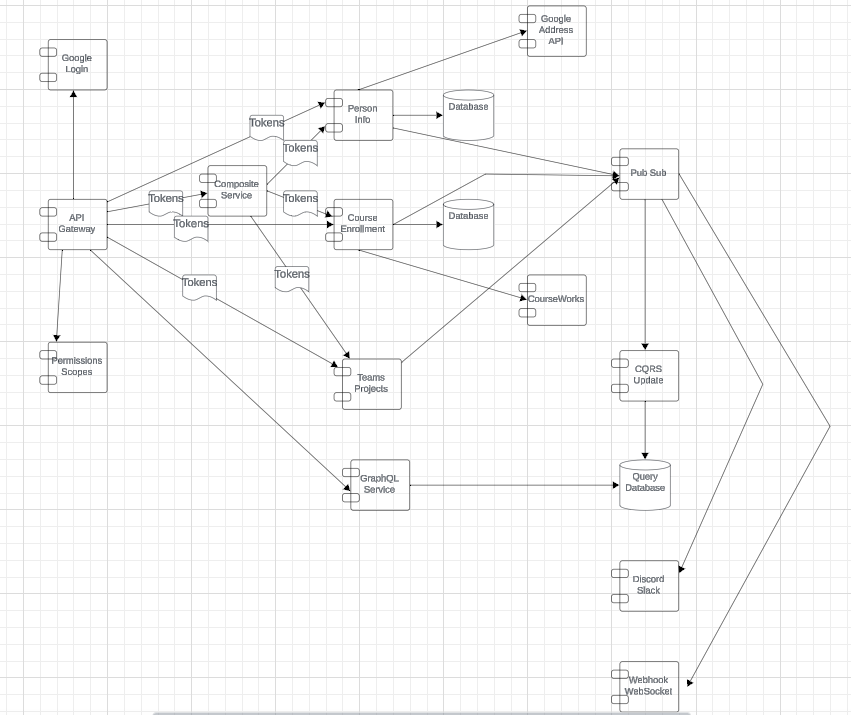 Google
Address
API
Google
Login
Person
Info
Database
Tokens
Tokens
Pub Sub
Composite
Service
Tokens
Tokens
API
Gateway
Tokens
Course
Enrollment
Database
Tokens
Tokens
CourseWorks
Permissions
Scopes
Teams
Projects
CQRS
Update
GraphQL
Service
Query
Database
Discord
Slack
Webhook
WebSocket